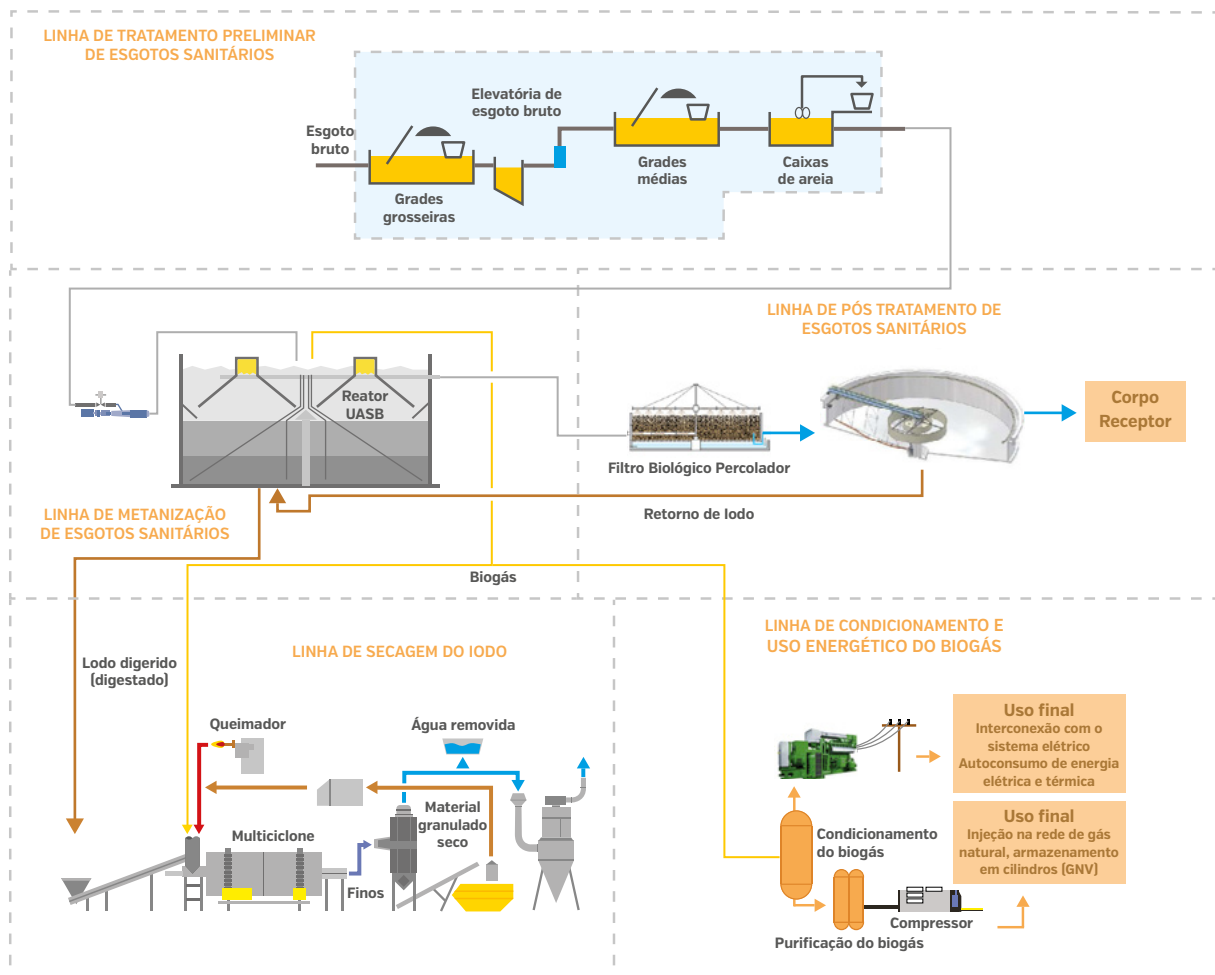 LINHA DE TRATAMENTO PRELIMINAR
DE ESGOTOS SANITÁRIOS
Elevatória de
esgoto bruto
Esgoto
bruto
Grades
grosseiras
Grades
médias
Caixas
de areia
LINHA DE PÓS TRATAMENTO DE
ESGOTOS SANITÁRIOS
Reator
UASB
Corpo
Receptor
Filtro Biológico Percolador
LINHA DE METANIZAÇÃO
DE ESGOTOS SANITÁRIOS
Retorno de Iodo
Biogás
LINHA DE SECAGEM DO IODO
LINHA DE CONDICIONAMENTO E
USO ENERGÉTICO DO BIOGÁS
Lodo digerido
(digestado)
Queimador
Água removida
Uso final
Interconexão com o
sistema elétrico
Autoconsumo de energia
elétrica e térmica
Material
granulado
seco
Multiciclone
Finos
Condicionamento
do biogás
Uso final
Injeção na rede de gás
natural, armazenamento
em cilindros (GNV)
Compressor
Purificação do biogás